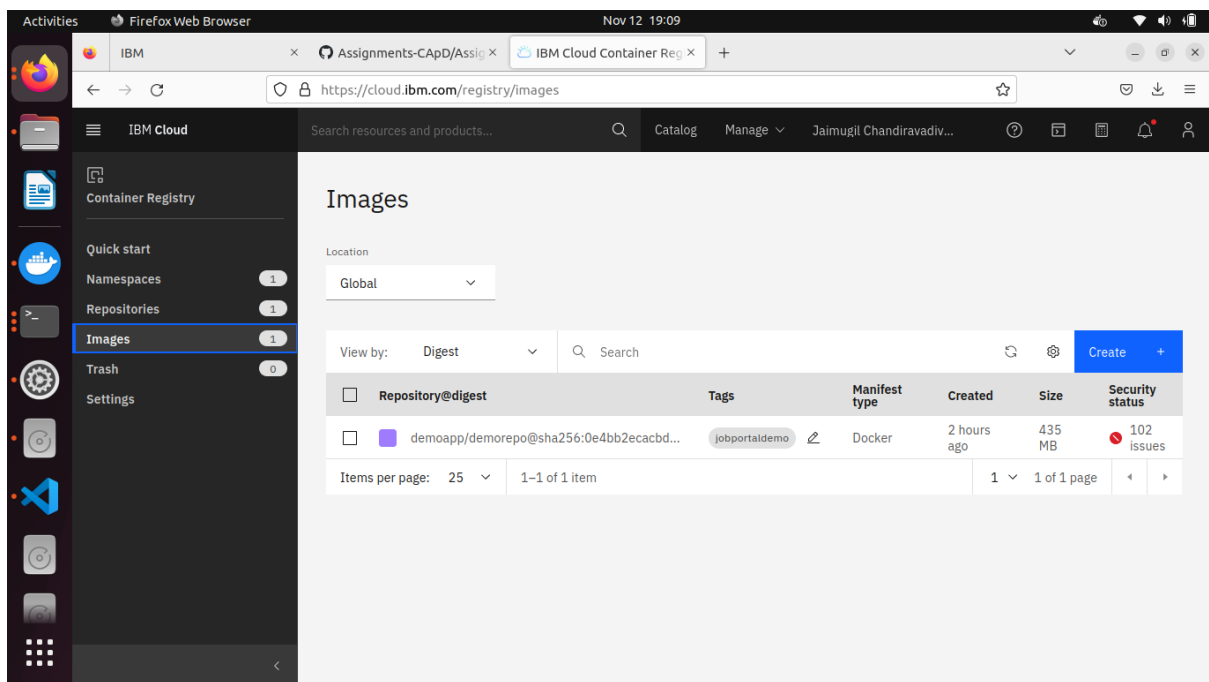 Activities Firefox Web Browser Nov 12 19:09
IBM Assignments-CApD/Assig IBM Cloud Container Reg
https://cloud.ibm.com/registry/images
IBM Cloud Search resources and products... Catalog Manage Jaimugil Chandiravadiv...
Container Registry
Quick start
Namespaces 1
Repositories 1
Images 1
Trash 0
Settings
Images
Location
Global
View by: Digest Search Create +
Repository@digest Tags Manifest type Created Size Security status
demoapp/demorepo@sha256:0e4bb2ecacbd... jobportaldemo Docker 2 hours ago 435 MB 102 issues
Items per page: 25 1–1 of 1 item 1 1 of 1 page